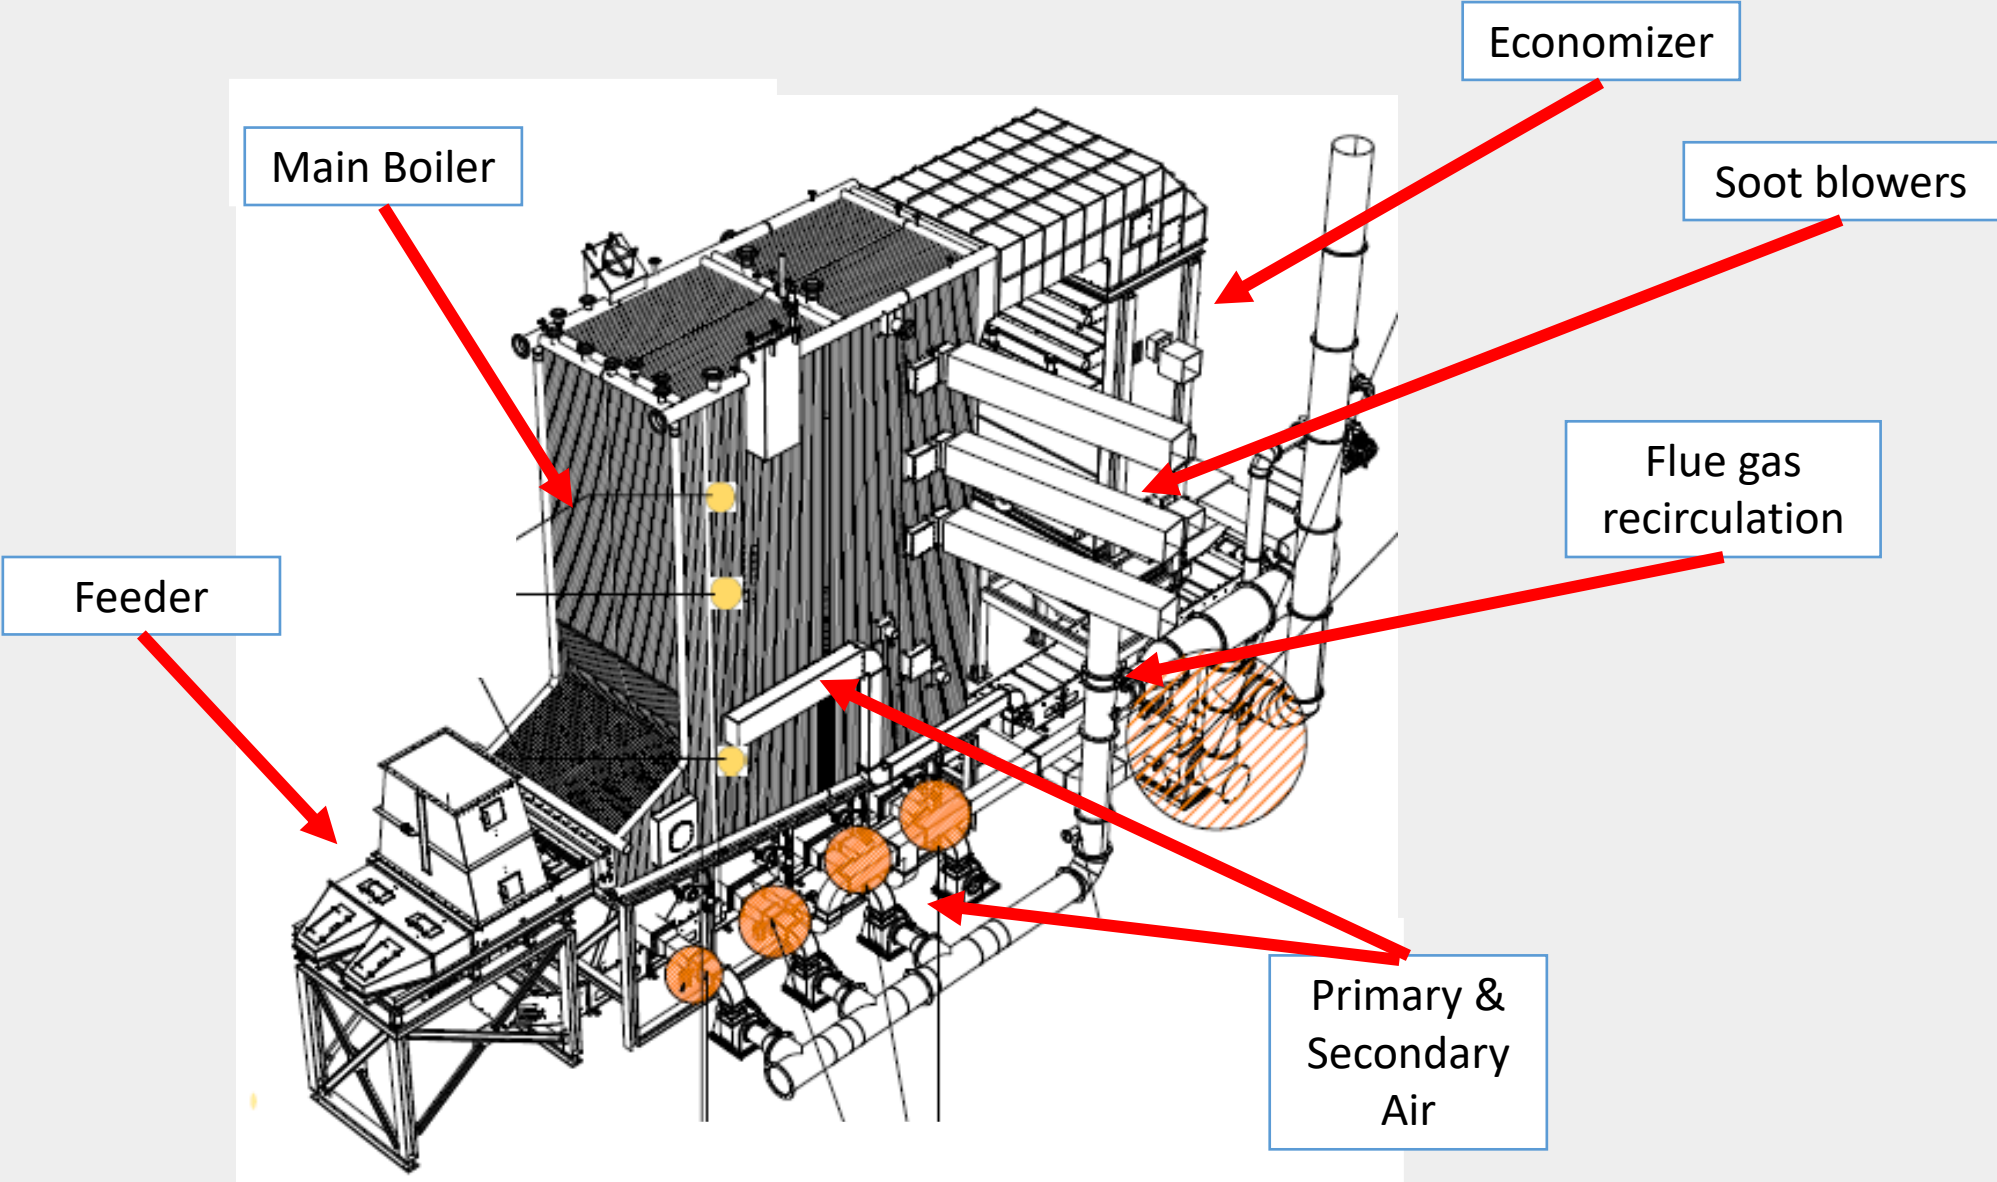 Economizer
Main Boiler
Soot blowers
Flue gas
recirculation
Feeder
Primary &
Secondary
Air